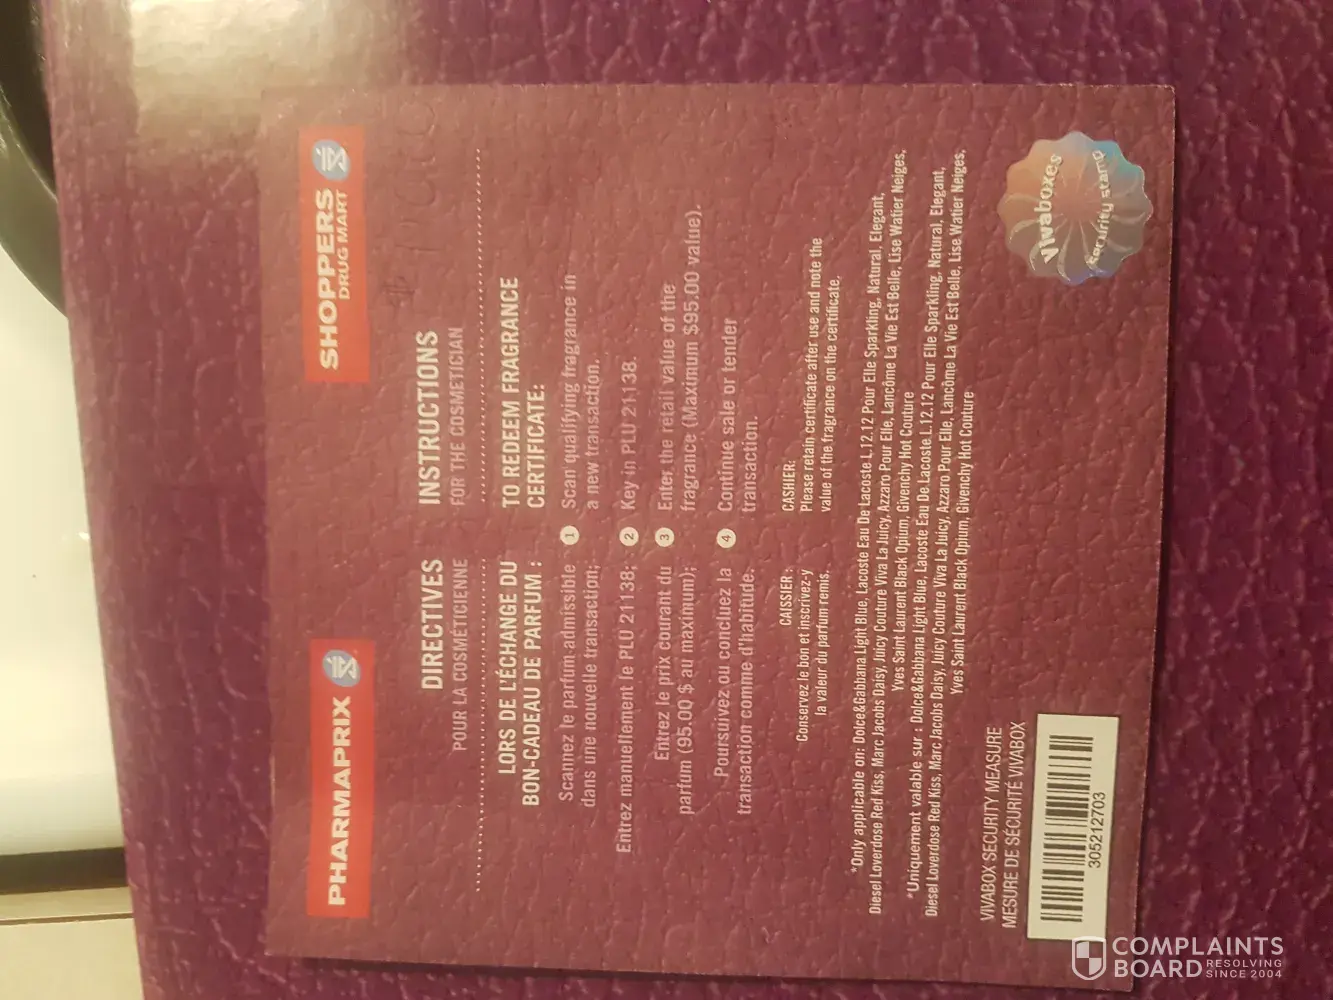 PHARMAPRIX
SHOPPERS
DRUG MART
DIRECTIVES
POUR LA COSMÉTICIENNE
LORS DE L'ÉCHANGE DU
BON-CADEAU DE PARFUM :
Scannez le parfum admissible
dans une nouvelle transaction;
Entrez manuellement le PLU 21138;
Entrez le prix courant du
parfum (95.00 $ au maximum);
Poursuivez ou concluez la
transaction comme d'habitude.
CAISSIER :
Conservez le bon et inscrivez-y
la valeur du parfum remis.
INSTRUCTIONS
FOR THE COSMETICIAN
TO REDEEM FRAGRANCE
CERTIFICATE:
1 Scan qualifying fragrance in
a new transaction.
2 Key-in PLU 21138.
3 Enter the retail value of the
fragrance (Maximum $95.00 value).
4 Continue sale or tender
transaction.
CASHIER:
Please retain certificate after use and note the
value of the fragrance on the certificate.
*Only applicable on: Dolce&Gabbana Light Blue, Lacoste Eau De Lacoste L.12.12 Pour Elle Sparkling, Natural, Elegant,
Diesel Loverdose Red Kiss, Marc Jacobs Daisy, Juicy Couture Viva La Juicy, Azzaro Pour Elle, Lancôme La Vie Est Belle, Lise Watier Neiges,
Yves Saint Laurent Black Opium, Givenchy Hot Couture
*Uniquement valable sur : Dolce&Gabbana Light Blue, Lacoste Eau De Lacoste L.12.12 Pour Elle Sparkling, Natural, Elegant,
Diesel Loverdose Red Kiss, Marc Jacobs Daisy, Juicy Couture Viva La Juicy, Azzaro Pour Elle, Lancôme La Vie Est Belle, Lise Watier Neiges,
Yves Saint Laurent Black Opium, Givenchy Hot Couture
VIVABOX SECURITY MEASURE
MESURE DE SÉCURITÉ VIVABOX
305212703
vivaboxes
security stamp
COMPLAINTS
BOARD RESOLVING
SINCE 2004